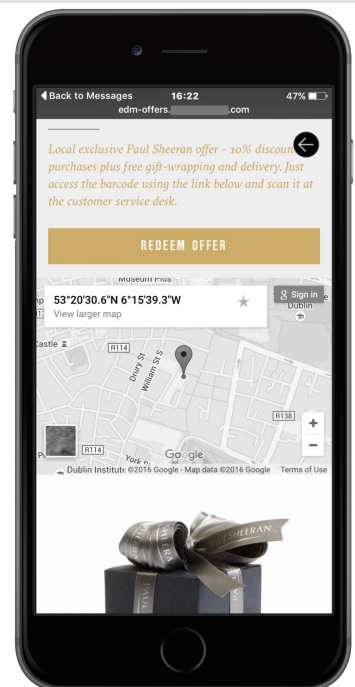 Back to Messages 16:22 47%
edm-offers. .com
Local exclusive Paul Sheeran offer – 10% discount
purchases plus free gift-wrapping and delivery. Just
access the barcode using the link below and scan it at
the customer service desk.
REDEEM OFFER
Museum Plus
53°20'30.6"N 6°15'39.3"W
View larger map
Sign in
Dublin
Castle
R114
Drury St
William St S
R138
+
−
R114
York
Google
Dublin Institut ©2016 Google · Map data ©2016 Google Terms of Use
PAUL SHEERAN
PAUL